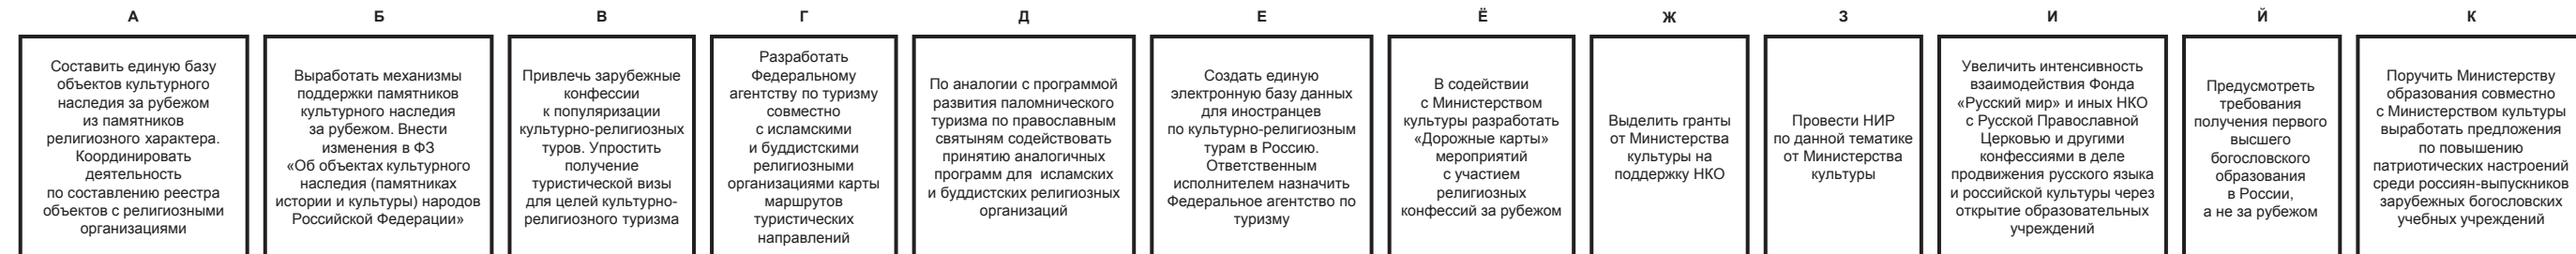 А
Составить единую базу
объектов культурного
наследия за рубежом
из памятников
религиозного характера.
Координировать
деятельность
по составлению реестра
объектов с религиозными
организациями
Б
Выработать механизмы
поддержки памятников
культурного наследия
за рубежом. Внести
изменения в ФЗ
«Об объектах культурного
наследия (памятниках
истории и культуры) народов
Российской Федерации»
В
Привлечь зарубежные
конфессии
к популяризации
культурно-религиозных
туров. Упростить
получение
туристической визы
для целей культурно-
религиозного туризма
Г
Разработать
Федеральному
агентству по туризму
совместно
с исламскими
и буддистскими
религиозными
организациями карты
маршрутов
туристических
направлений
Д
По аналогии с программой
развития паломнического
туризма по православным
святыням содействовать
принятию аналогичных
программ для исламских
и буддистских религиозных
организаций
Е
Создать единую
электронную базу данных
для иностранцев
по культурно-религиозным
турам в Россию.
Ответственным
исполнителем назначить
Федеральное агентство по
туризму
Ё
В содействии
с Министерством
культуры разработать
«Дорожные карты»
мероприятий
с участием
религиозных
конфессий за рубежом
Ж
Выделить гранты
от Министерства
культуры на
поддержку НКО
З
Провести НИР
по данной тематике
от Министерства
культуры
И
Увеличить интенсивность
взаимодействия Фонда
«Русский мир» и иных НКО
с Русской Православной
Церковью и другими
конфессиями в деле
продвижения русского языка
и российской культуры через
открытие образовательных
учреждений
Й
Предусмотреть
требования
получения первого
высшего
богословского
образования
в России,
а не за рубежом
К
Поручить Министерству
образования совместно
с Министерством культуры
выработать предложения
по повышению
патриотических настроений
среди россиян-выпускников
зарубежных богословских
учебных учреждений